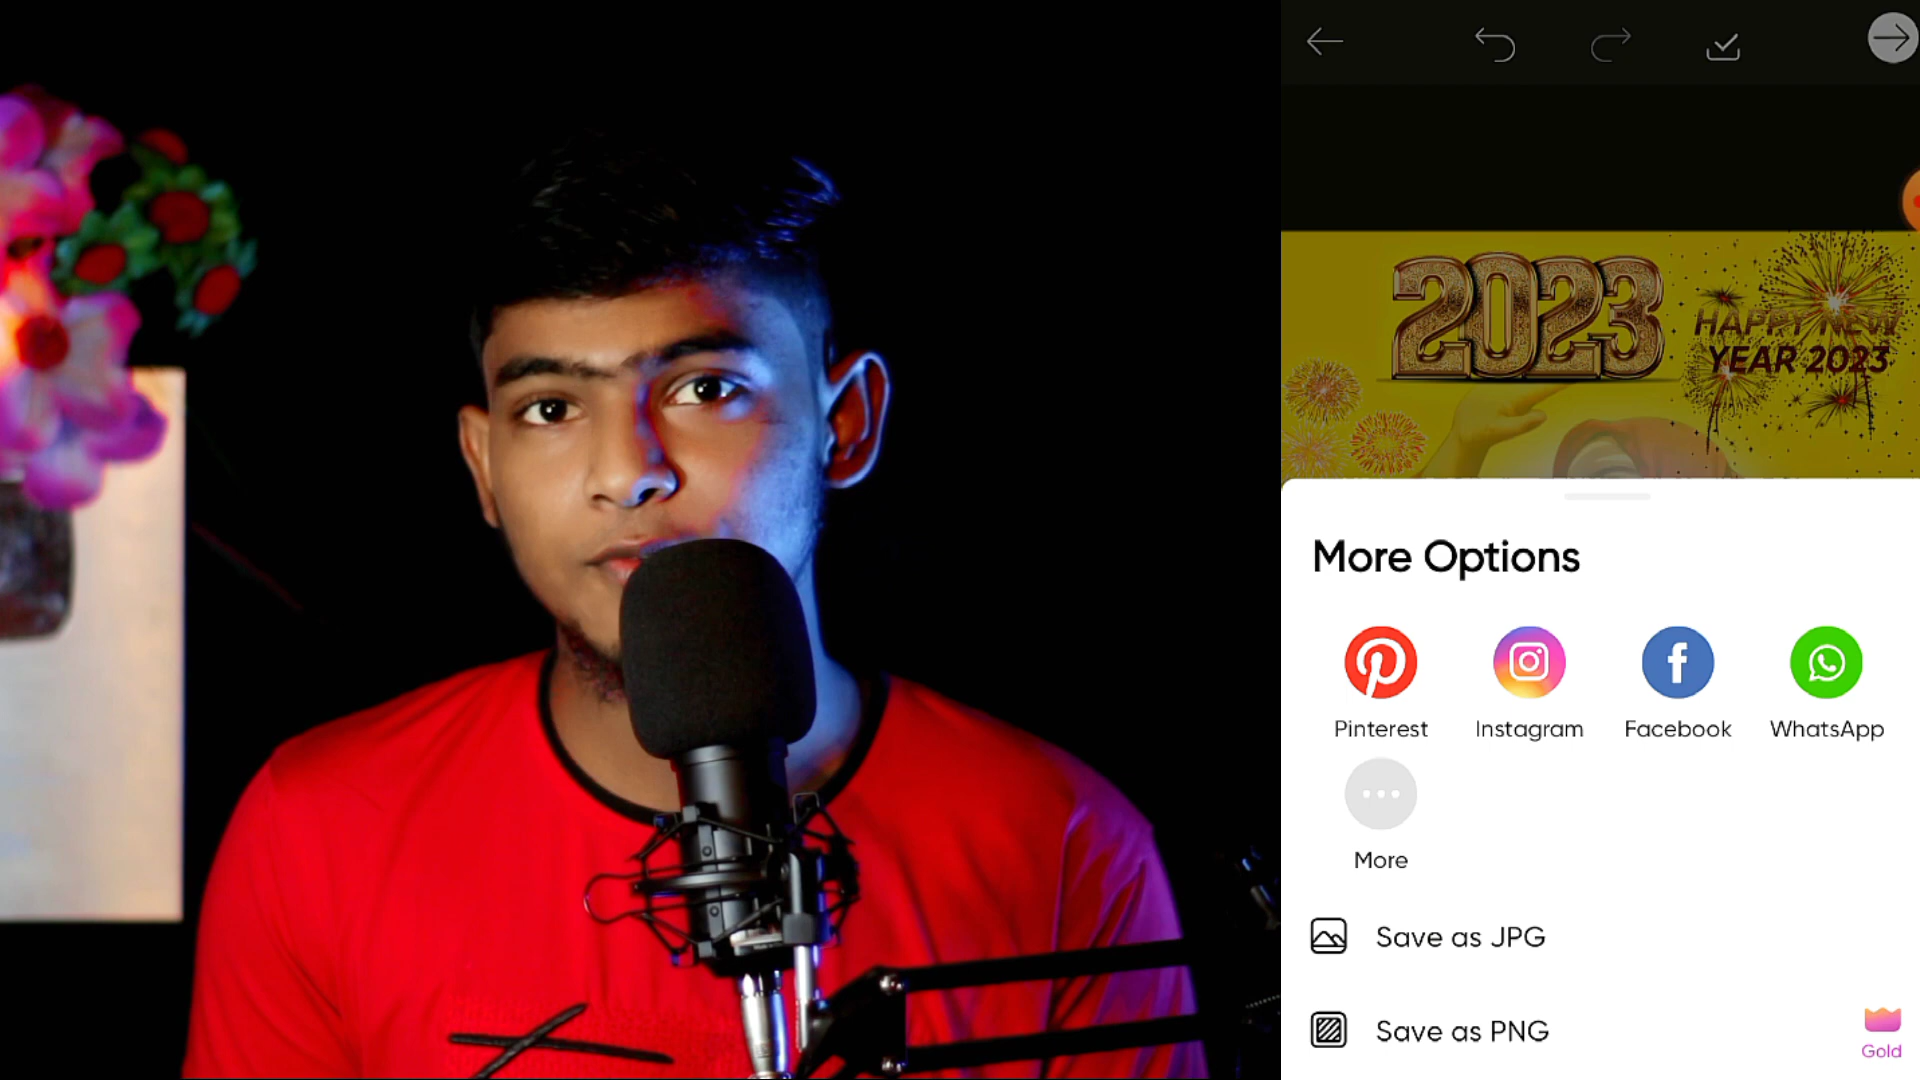 2023
HAPPY NEW
YEAR 2023
More Options
Pinterest
Instagram
Facebook
WhatsApp
More
Save as JPG
Save as PNG
Gold